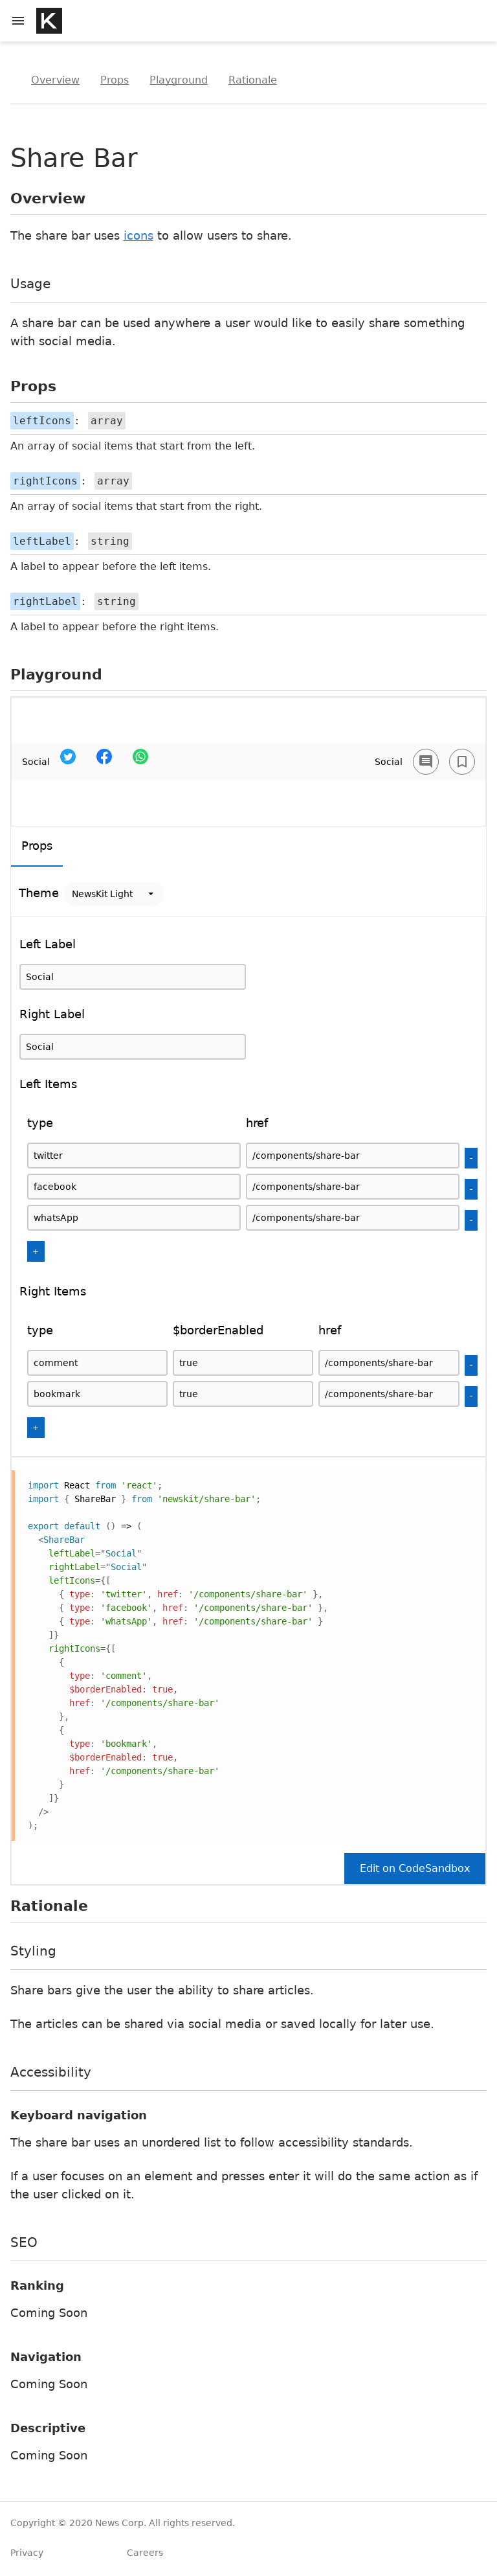 Overview Props Playground Rationale
Share Bar
Overview
The share bar uses icons to allow users to share.
Usage
A share bar can be used anywhere a user would like to easily share something
with social media.
Props
leftIcons: array
An array of social items that start from the left.
rightIcons: array
An array of social items that start from the right.
leftLabel: string
A label to appear before the left items.
rightLabel: string
A label to appear before the right items.
Playground
Social Social
Props
Theme NewsKit Light
Left Label
Social
Right Label
Social
Left Items
type href
twitter /components/share-bar -
facebook /components/share-bar -
whatsApp /components/share-bar -
+
Right Items
type $borderEnabled href
comment true /components/share-bar -
bookmark true /components/share-bar -
+
import React from 'react';
import { ShareBar } from 'newskit/share-bar';
export default () => (
<ShareBar
leftLabel="Social"
rightLabel="Social"
leftIcons={[
{ type: 'twitter', href: '/components/share-bar' },
{ type: 'facebook', href: '/components/share-bar' },
{ type: 'whatsApp', href: '/components/share-bar' }
]}
rightIcons={[
{
type: 'comment',
$borderEnabled: true,
href: '/components/share-bar'
},
{
type: 'bookmark',
$borderEnabled: true,
href: '/components/share-bar'
}
]}
/>
);
Edit on CodeSandbox
Rationale
Styling
Share bars give the user the ability to share articles.
The articles can be shared via social media or saved locally for later use.
Accessibility
Keyboard navigation
The share bar uses an unordered list to follow accessibility standards.
If a user focuses on an element and presses enter it will do the same action as if
the user clicked on it.
SEO
Ranking
Coming Soon
Navigation
Coming Soon
Descriptive
Coming Soon
Copyright © 2020 News Corp. All rights reserved.
Privacy Careers